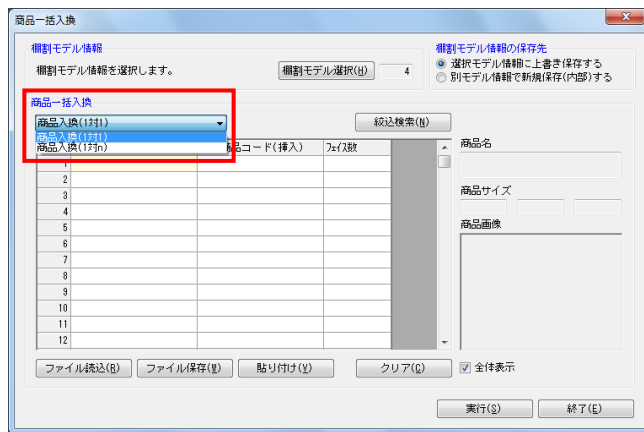 商品一括入換
棚割モデル情報
棚割モデル情報の保存先
棚割モデル情報を選択します。
棚割モデル選択(H)
4
選択モデル情報に上書き保存する
別モデル情報で新規保存(内部)する
商品一括入換
商品入換(1対1)
絞込検索(N)
商品入換(1対1)
商品入換(1対n)
商品コード(挿入)
フェイス数
商品名
1
2
3
商品サイズ
4
5
商品画像
6
7
8
9
10
11
12
ファイル読込(R)
ファイル保存(W)
貼り付け(V)
クリア(C)
全体表示
実行(S)
終了(E)